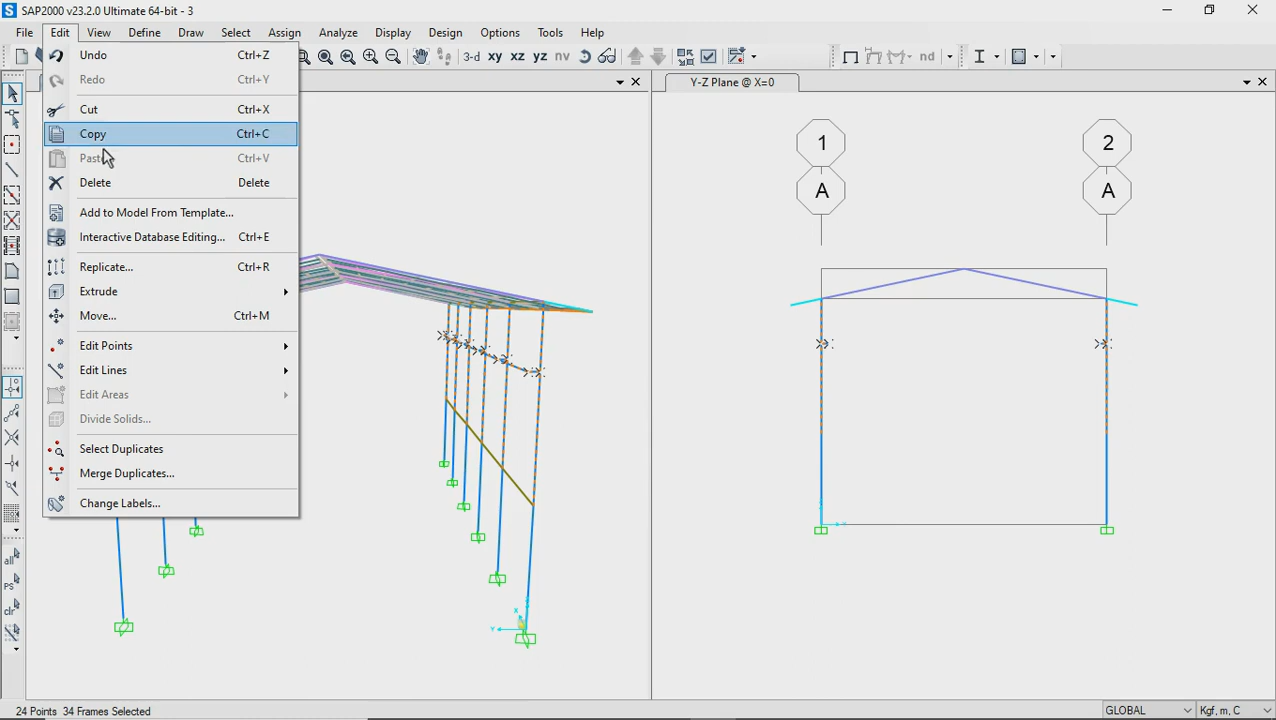 SAP2000 v23.2.0 Ultimate 64-bit - 3
File Edit View Define Draw Select Assign Analyze Display Design Options Tools Help
3-d xy xz yz nv nd
Undo Ctrl+Z
Redo Ctrl+Y
Cut Ctrl+X
Copy Ctrl+C
Paste Ctrl+V
Delete Delete
Add to Model From Template...
Interactive Database Editing... Ctrl+E
Replicate... Ctrl+R
Extrude
Move... Ctrl+M
Edit Points
Edit Lines
Edit Areas
Divide Solids...
Select Duplicates
Merge Duplicates...
Change Labels...
all
PS
clr
X
Y
Y-Z Plane @ X=0
1 2
A A
24 Points 34 Frames Selected
GLOBAL
Kgf, m, C